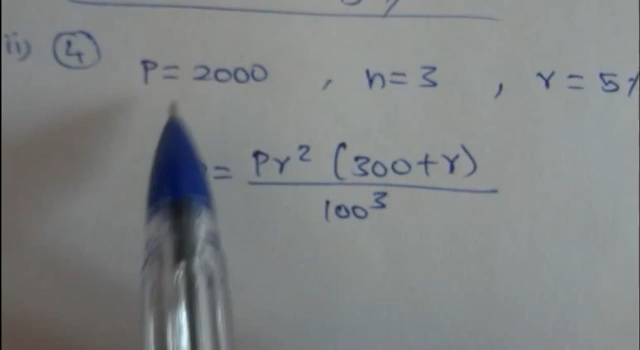 ii) 4 P = 2000 , n = 3 , r = 5%
= Pr² (300+r)
100³